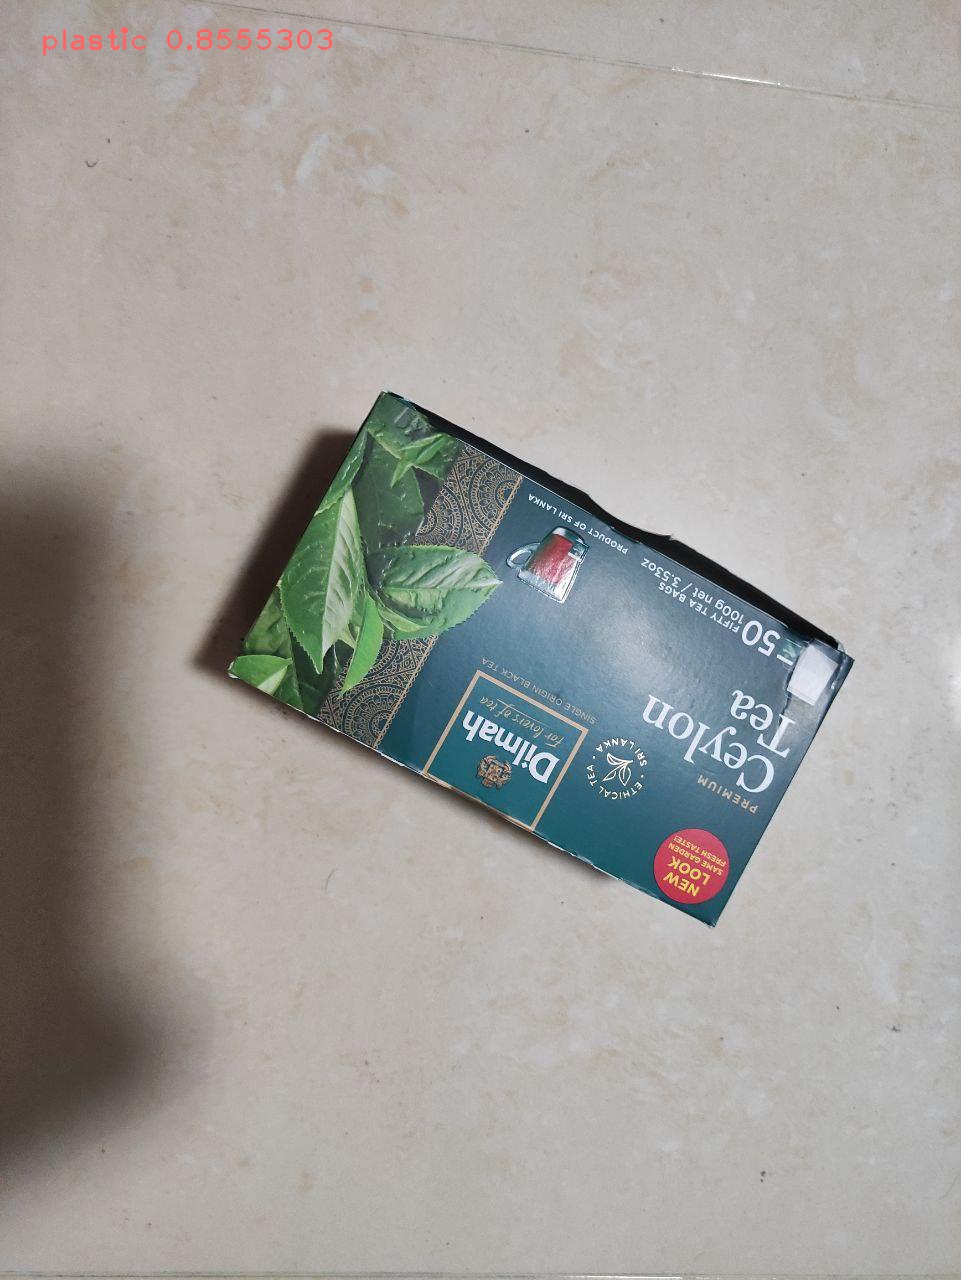 plastic 0.8555303
PREMIUM
Ceylon
Tea
50 FIFTY TEA BAGS
100g net / 3.53oz
PRODUCT OF SRI LANKA
NEW
LOOK
SAME GARDEN
FRESH TASTE!
ETHICAL TEA • SRI LANKA •
Dilmah
For lovers of tea
SINGLE ORIGIN BLACK TEA